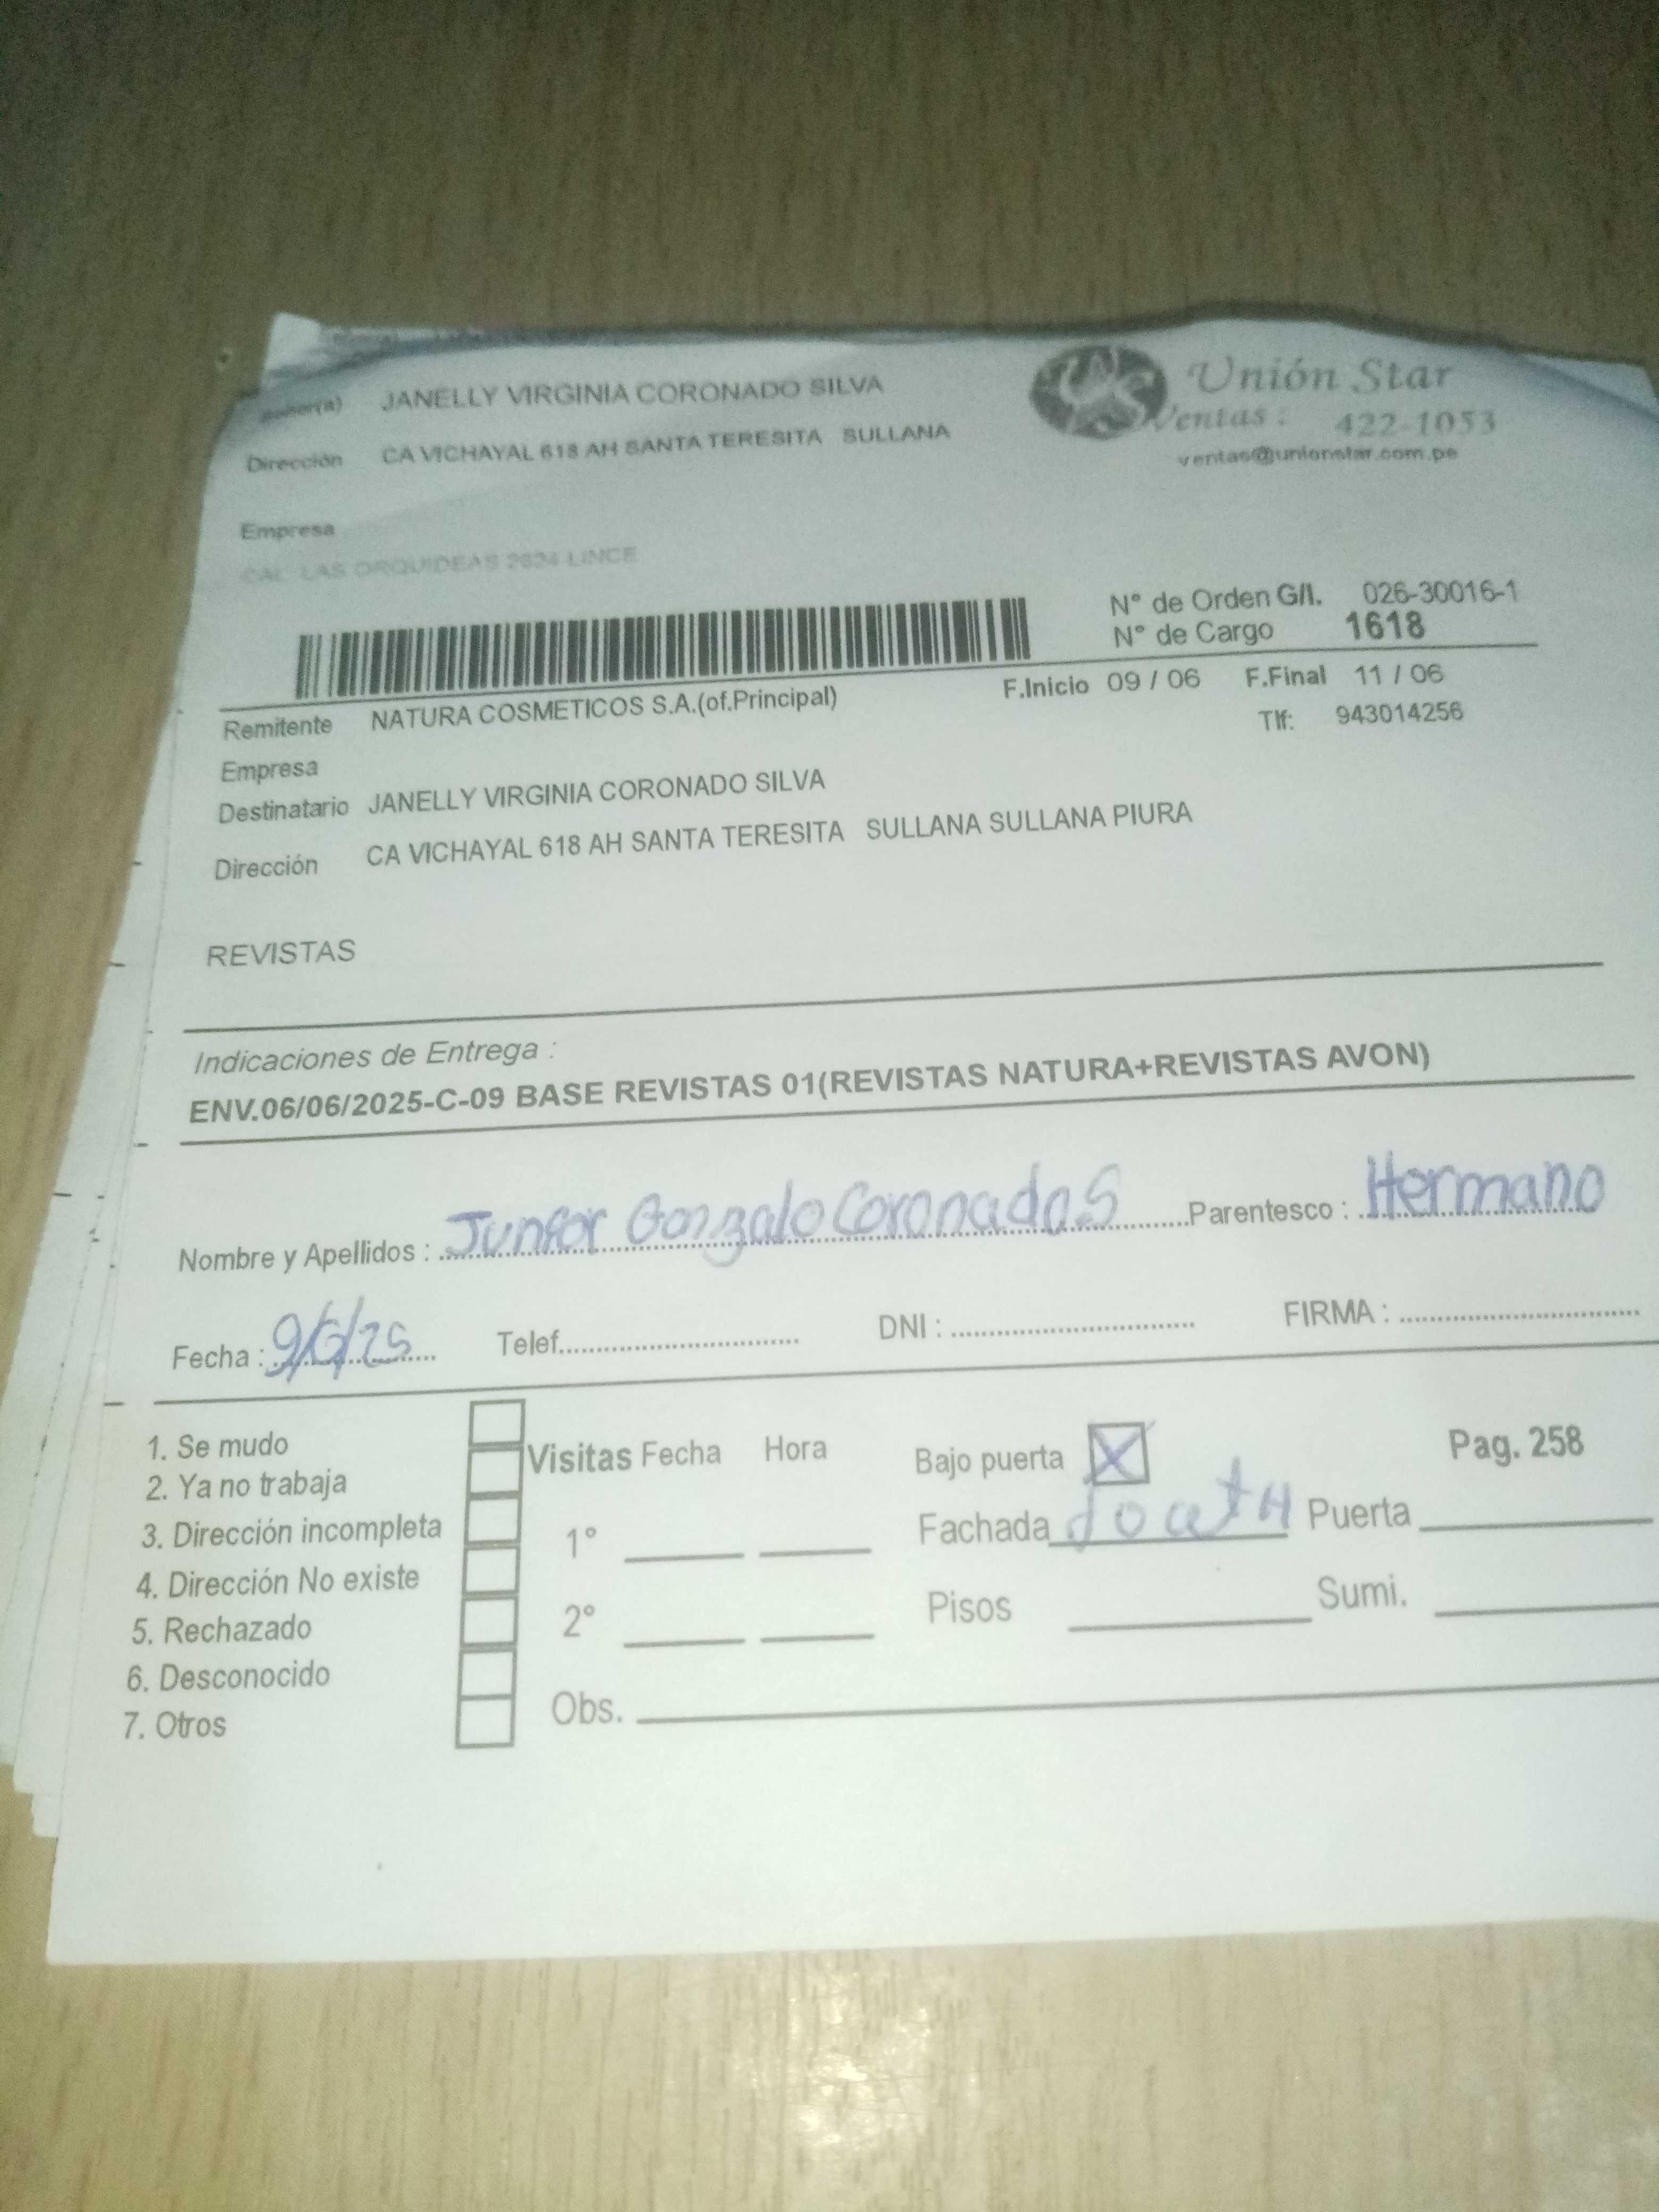 Señor(a) JANELLY VIRGINIA CORONADO SILVA
Unión Star
Ventas : 422-1053
Dirección CA VICHAYAL 618 AH SANTA TERESITA SULLANA
ventas@unionstar.com.pe
Empresa
CAL LAS ORQUIDEAS 2624 LINCE
N° de Orden G/I. 026-30016-1
N° de Cargo 1618
F.Inicio 09 / 06 F.Final 11 / 06
Remitente NATURA COSMETICOS S.A.(of.Principal)
Tlf: 943014256
Empresa
Destinatario JANELLY VIRGINIA CORONADO SILVA
Dirección CA VICHAYAL 618 AH SANTA TERESITA SULLANA SULLANA PIURA
REVISTAS
Indicaciones de Entrega :
ENV.06/06/2025-C-09 BASE REVISTAS 01(REVISTAS NATURA+REVISTAS AVON)
Nombre y Apellidos : Junior Gonzalo Coronado S Parentesco : Hermano
Fecha : 9/6/25 Telef. DNI : FIRMA :
1. Se mudo
2. Ya no trabaja
3. Dirección incompleta
4. Dirección No existe
5. Rechazado
6. Desconocido
7. Otros
Visitas Fecha Hora
1°
2°
Obs.
Bajo puerta X
Pag. 258
Fachada Puerta
Pisos Sumi.